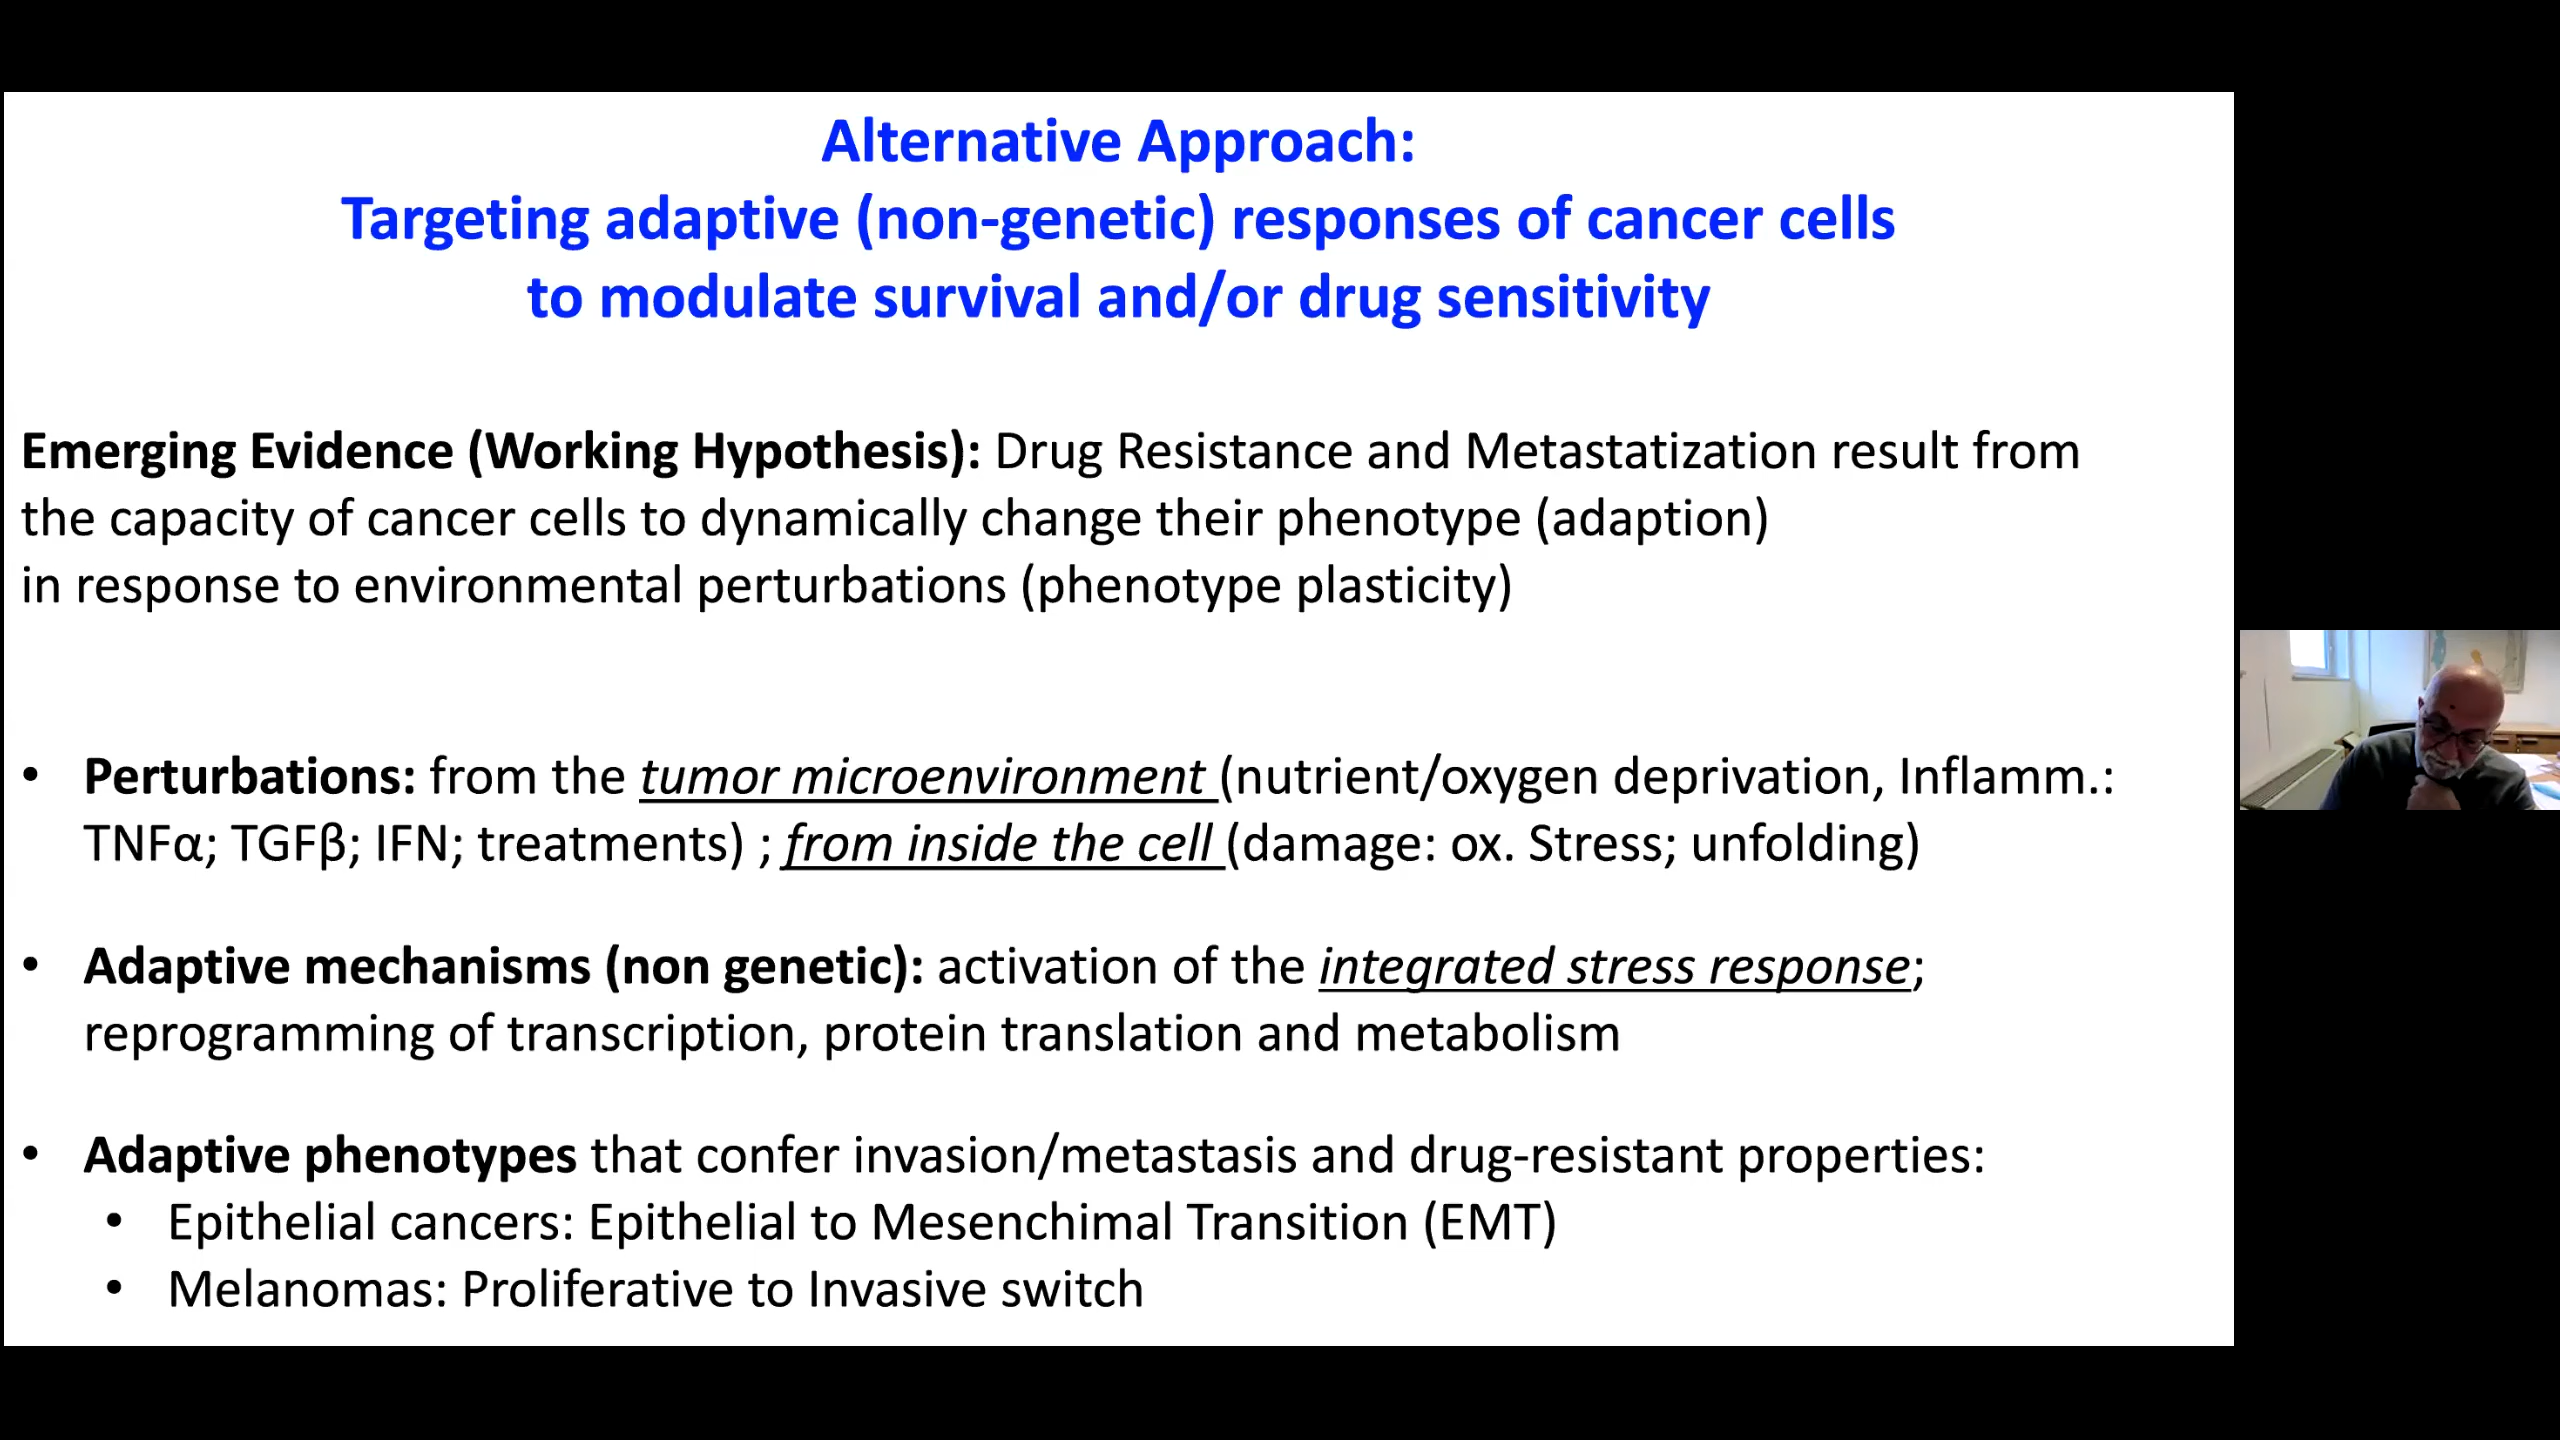 Alternative Approach:
Targeting adaptive (non-genetic) responses of cancer cells
to modulate survival and/or drug sensitivity
Emerging Evidence (Working Hypothesis): Drug Resistance and Metastatization result from
the capacity of cancer cells to dynamically change their phenotype (adaption)
in response to environmental perturbations (phenotype plasticity)
• Perturbations: from the tumor microenvironment (nutrient/oxygen deprivation, Inflamm.:
TNFα; TGFβ; IFN; treatments) ; from inside the cell (damage: ox. Stress; unfolding)
• Adaptive mechanisms (non genetic): activation of the integrated stress response;
reprogramming of transcription, protein translation and metabolism
• Adaptive phenotypes that confer invasion/metastasis and drug-resistant properties:
• Epithelial cancers: Epithelial to Mesenchimal Transition (EMT)
• Melanomas: Proliferative to Invasive switch